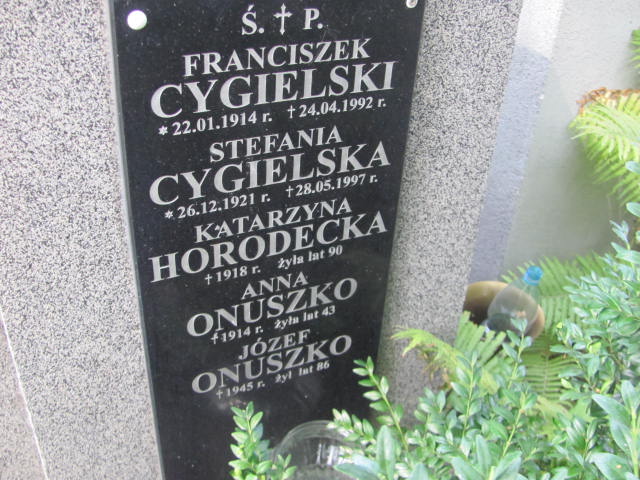 Ś. † P.
FRANCISZEK
CYGIELSKI
* 22.01.1914 r. † 24.04.1992 r.
STEFANIA
CYGIELSKA
* 26.12.1921 r. † 28.05.1997 r.
KATARZYNA
HORODECKA
† 1918 r. żyła lat 90
ANNA
ONUSZKO
† 1914 r. żyła lat 43
JÓZEF
ONUSZKO
† 1945 r. żył lat 86